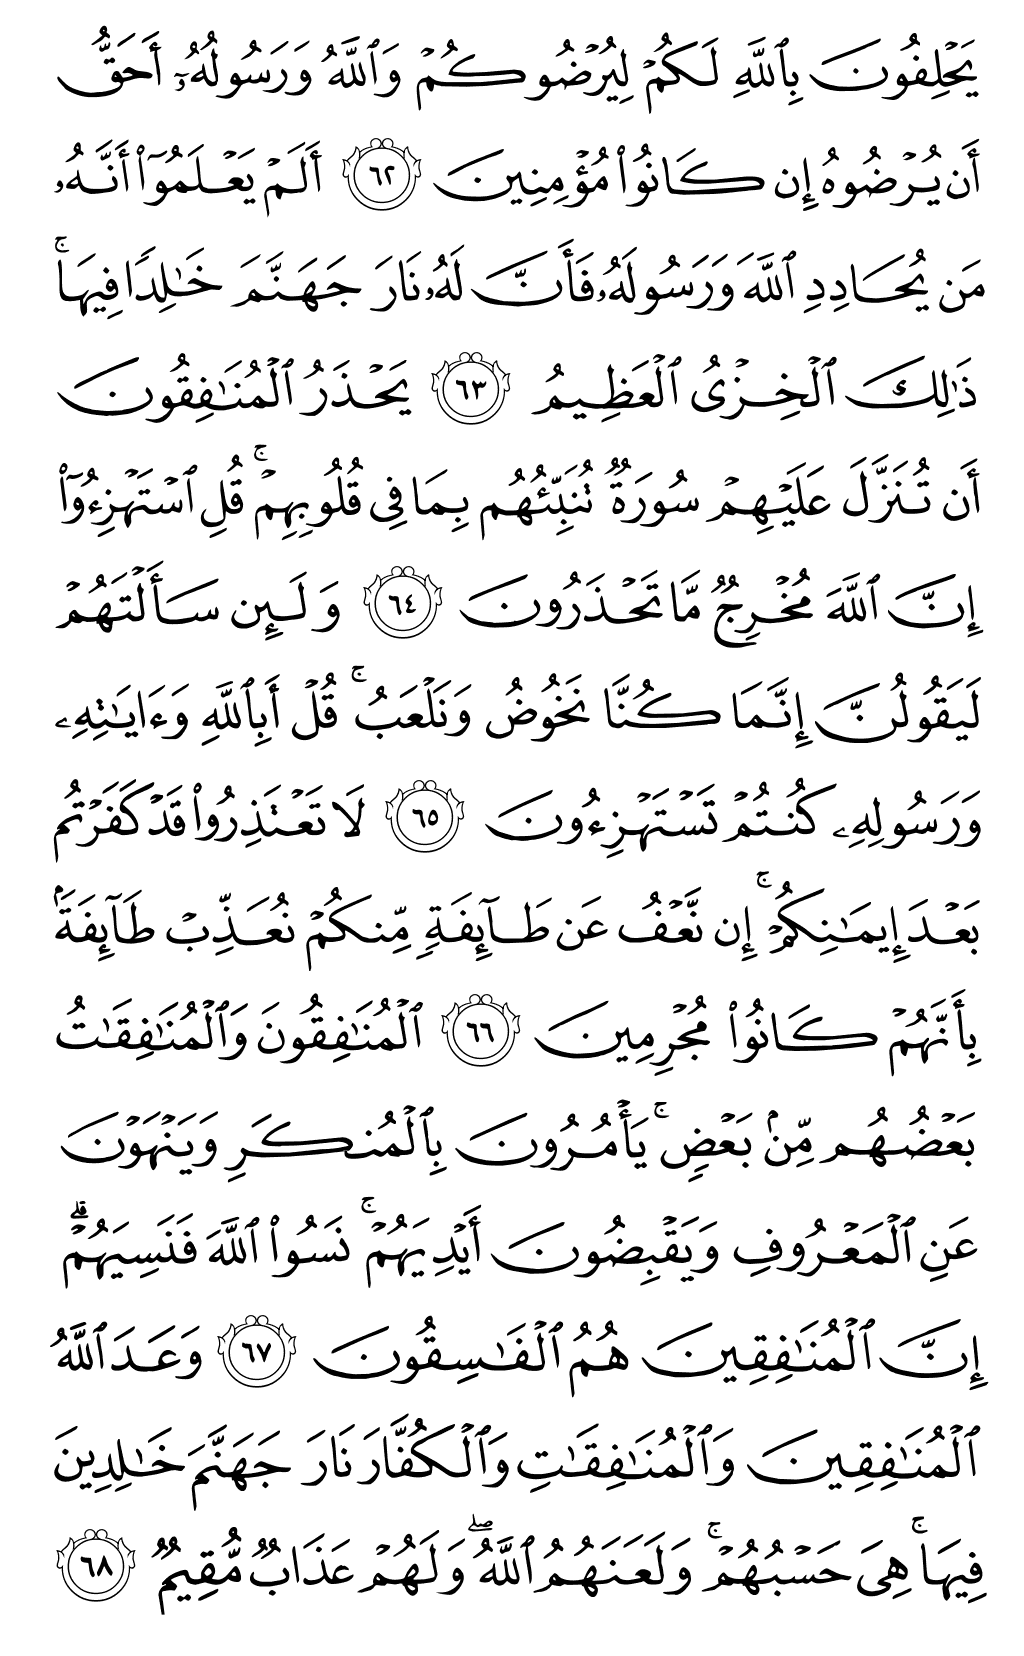 يَحۡلِفُونَ بِٱللَّهِ لَكُمۡ لِيُرۡضُوكُمۡ وَٱللَّهُ وَرَسُولُهُۥٓ أَحَقُّ
أَن يُرۡضُوهُ إِن كَانُواْ مُؤۡمِنِينَ ٦٢ أَلَمۡ يَعۡلَمُوٓاْ أَنَّهُۥ
مَن يُحَادِدِ ٱللَّهَ وَرَسُولَهُۥ فَأَنَّ لَهُۥ نَارَ جَهَنَّمَ خَٰلِدٗا فِيهَاۚ
ذَٰلِكَ ٱلۡخِزۡيُ ٱلۡعَظِيمُ ٦٣ يَحۡذَرُ ٱلۡمُنَٰفِقُونَ
أَن تُنَزَّلَ عَلَيۡهِمۡ سُورَةٞ تُنَبِّئُهُم بِمَا فِي قُلُوبِهِمۡۚ قُلِ ٱسۡتَهۡزِءُوٓاْ
إِنَّ ٱللَّهَ مُخۡرِجٞ مَّا تَحۡذَرُونَ ٦٤ وَلَئِن سَأَلۡتَهُمۡ
لَيَقُولُنَّ إِنَّمَا كُنَّا نَخُوضُ وَنَلۡعَبُۚ قُلۡ أَبِٱللَّهِ وَءَايَٰتِهِۦ
وَرَسُولِهِۦ كُنتُمۡ تَسۡتَهۡزِءُونَ ٦٥ لَا تَعۡتَذِرُواْ قَدۡ كَفَرۡتُم
بَعۡدَ إِيمَٰنِكُمۡۚ إِن نَّعۡفُ عَن طَآئِفَةٖ مِّنكُمۡ نُعَذِّبۡ طَآئِفَةَۢ
بِأَنَّهُمۡ كَانُواْ مُجۡرِمِينَ ٦٦ ٱلۡمُنَٰفِقُونَ وَٱلۡمُنَٰفِقَٰتُ
بَعۡضُهُم مِّنۢ بَعۡضٖۚ يَأۡمُرُونَ بِٱلۡمُنكَرِ وَيَنۡهَوۡنَ
عَنِ ٱلۡمَعۡرُوفِ وَيَقۡبِضُونَ أَيۡدِيَهُمۡۚ نَسُواْ ٱللَّهَ فَنَسِيَهُمۡۗ
إِنَّ ٱلۡمُنَٰفِقِينَ هُمُ ٱلۡفَٰسِقُونَ ٦٧ وَعَدَ ٱللَّهُ
ٱلۡمُنَٰفِقِينَ وَٱلۡمُنَٰفِقَٰتِ وَٱلۡكُفَّارَ نَارَ جَهَنَّمَ خَٰلِدِينَ
فِيهَاۚ هِيَ حَسۡبُهُمۡۚ وَلَعَنَهُمُ ٱللَّهُۖ وَلَهُمۡ عَذَابٞ مُّقِيمٞ ٦٨